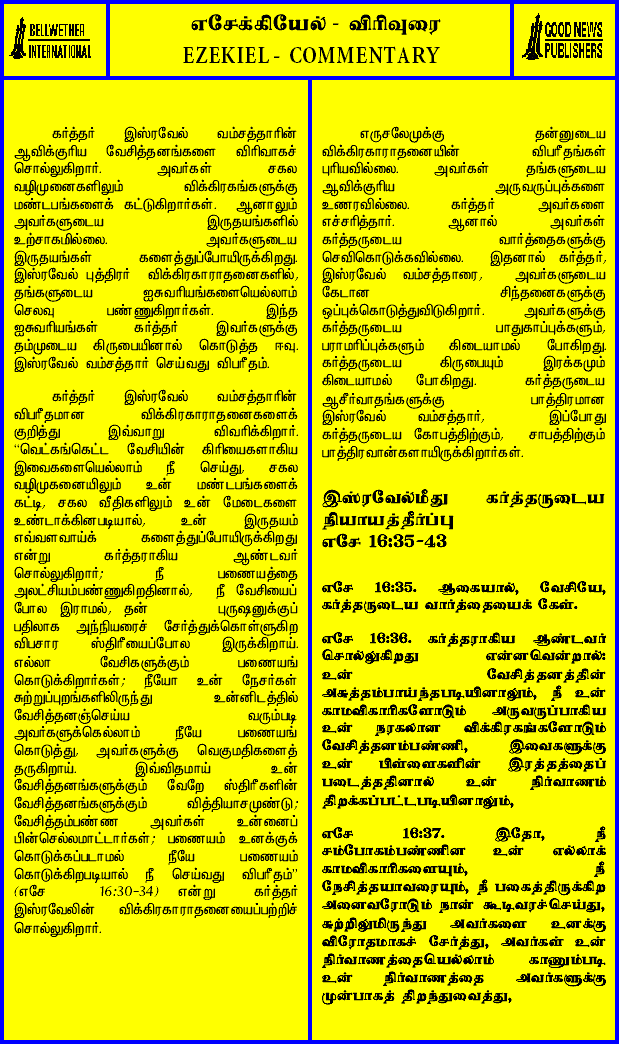 BELLWETHER
INTERNATIONAL
எசேக்கியேல் - விரிவுரை
EZEKIEL - COMMENTARY
GOOD NEWS
PUBLISHERS
கர்த்தர் இஸ்ரவேல் வம்சத்தாரின்
ஆவிக்குரிய வேசித்தனங்களை விரிவாகச்
சொல்லுகிறார். அவர்கள் சகல
வழிமுனைகளிலும் விக்கிரகங்களுக்கு
மண்டபங்களைக் கட்டுகிறார்கள். ஆனாலும்
அவர்களுடைய இருதயங்களில்
உற்சாகமில்லை. அவர்களுடைய
இருதயங்கள் களைத்துப்போயிருக்கிறது.
இஸ்ரவேல் புத்திரர் விக்கிரகாராதனைகளில்,
தங்களுடைய ஐசுவரியங்களையெல்லாம்
செலவு பண்ணுகிறார்கள். இந்த
ஐசுவரியங்கள் கர்த்தர் இவர்களுக்கு
தம்முடைய கிருபையினால் கொடுத்த ஈவு.
இஸ்ரவேல் வம்சத்தார் செய்வது விபரீதம்.
கர்த்தர் இஸ்ரவேல் வம்சத்தாரின்
விபரீதமான விக்கிரகாராதனைகளைக்
குறித்து இவ்வாறு விவரிக்கிறார்.
“வெட்கங்கெட்ட வேசியின் கிரியைகளாகிய
இவைகளையெல்லாம் நீ செய்து, சகல
வழிமுகனையிலும் உன் மண்டபங்களைக்
கட்டி, சகல வீதிகளிலும் உன் மேடைகளை
உண்டாக்கினபடியால், உன் இருதயம்
எவ்வளவாய்க் களைத்துப்போயிருக்கிறது
என்று கர்த்தராகிய ஆண்டவர்
சொல்லுகிறார்; நீ பணையத்தை
அலட்சியம்பண்ணுகிறதினால், நீ வேசியைப்
போல இராமல், தன் புருஷனுக்குப்
பதிலாக அந்நியரைச் சேர்த்துக்கொள்ளுகிற
விபசார ஸ்திரீயைப்போல இருக்கிறாய்.
எல்லா வேசிகளுக்கும் பணையங்
கொடுக்கிறார்கள்; நீயோ உன் நேசர்கள்
சுற்றுப்புறங்களிலிருந்து உன்னிடத்தில்
வேசித்தனஞ்செய்ய வரும்படி
அவர்களுக்கெல்லாம் நீயே பணையங்
கொடுத்து, அவர்களுக்கு வெகுமதிகளைத்
தருகிறாய். இவ்விதமாய் உன்
வேசித்தனங்களுக்கும் வேறே ஸ்திரீகளின்
வேசித்தனங்களுக்கும் வித்தியாசமுண்டு;
வேசித்தம்பண்ண அவர்கள் உன்னைப்
பின்செல்லமாட்டார்கள்; பணையம் உனக்குக்
கொடுக்கப்படாமல் நீயே பணையம்
கொடுக்கிறபடியால் நீ செய்வது விபரீதம்”
(எசே 16:30-34) என்று கர்த்தர்
இஸ்ரவேலின் விக்கிரகாராதனையைப்பற்றிச்
சொல்லுகிறார்.
எருசலேமுக்கு தன்னுடைய
விக்கிரகாராதனையின் விபரீதங்கள்
புரியவில்லை. அவர்கள் தங்களுடைய
ஆவிக்குரிய அருவருப்புக்களை
உணரவில்லை. கர்த்தர் அவர்களை
எச்சரித்தார். ஆனால் அவர்கள்
கர்த்தருடைய வார்த்தைகளுக்கு
செவிகொடுக்கவில்லை. இதனால் கர்த்தர்,
இஸ்ரவேல் வம்சத்தாரை, அவர்களுடைய
கேடான சிந்தனைகளுக்கு
ஒப்புக்கொடுத்துவிடுகிறார். அவர்களுக்கு
கர்த்தருடைய பாதுகாப்புக்களும்,
பராமரிப்புக்களும் கிடையாமல் போகிறது.
கர்த்தருடைய கிருபையும் இரக்கமும்
கிடையாமல் போகிறது. கர்த்தருடைய
ஆசீர்வாதங்களுக்கு பாத்திரமான
இஸ்ரவேல் வம்சத்தார், இப்போது
கர்த்தருடைய கோபத்திற்கும், சாபத்திற்கும்
பாத்திரவான்களாயிருக்கிறார்கள்.
இஸ்ரவேல்மீது கர்த்தருடைய
நியாயத்தீர்ப்பு
எசே 16:35-43
எசே 16:35. ஆகையால், வேசியே,
கர்த்தருடைய வார்த்தையைக் கேள்.
எசே 16:36. கர்த்தராகிய ஆண்டவர்
சொல்லுகிறது என்னவென்றால்:
உன் வேசித்தனத்தின்
அசுத்தம்பாய்ந்தபடியினாலும், நீ உன்
காமவிகாரிகளோடும் அருவருப்பாகிய
உன் நரகலான விக்கிரகங்களோடும்
வேசித்தனம்பண்ணி, இவைகளுக்கு
உன் பிள்ளைகளின் இரத்தத்தைப்
படைத்ததினால் உன் நிர்வாணம்
திறக்கப்பட்டபடியினாலும்,
எசே 16:37. இதோ, நீ
சம்போகம்பண்ணின உன் எல்லாக்
காமவிகாரிகளையும், நீ
நேசித்தயாவரையும், நீ பகைத்திருக்கிற
அனைவரோடும் நான் கூடிவரச்செய்து,
சுற்றிலுமிருந்து அவர்களை உனக்கு
விரோதமாகச் சேர்த்து, அவர்கள் உன்
நிர்வாணத்தையெல்லாம் காணும்படி
உன் நிர்வாணத்தை அவர்களுக்கு
முன்பாகத் திறந்துவைத்து,